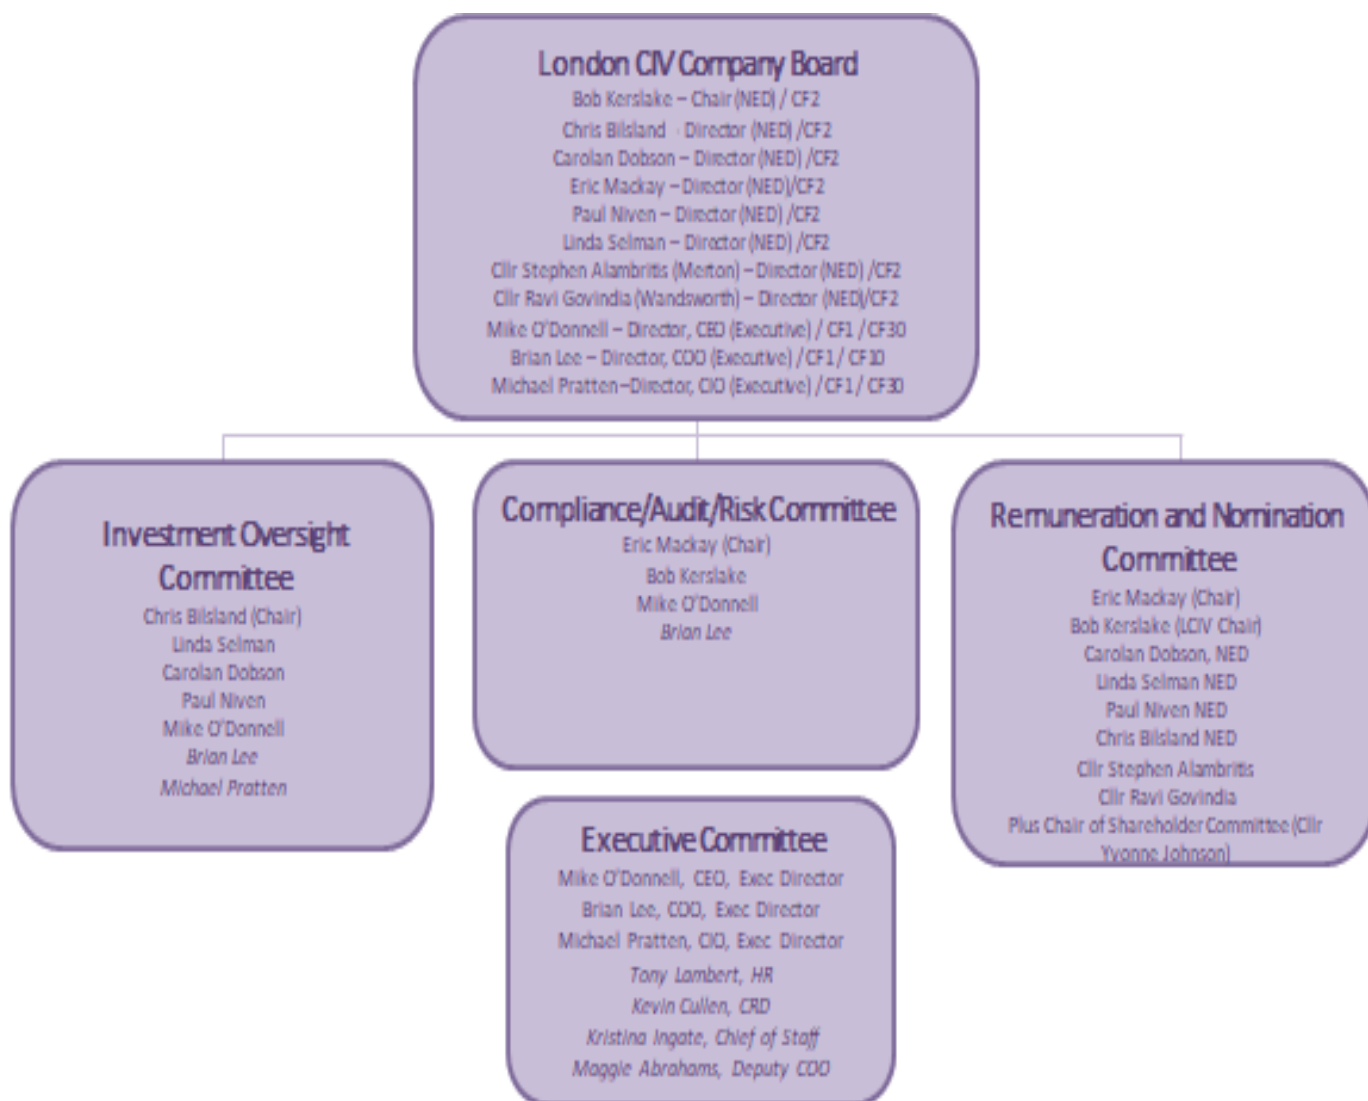 London CIV Company Board
Bob Kerslake – Chair (NED) / CF2
Chris Bilsland - Director (NED) /CF2
Carolan Dobson – Director (NED) /CF2
Eric Mackay – Director (NED)/CF2
Paul Niven – Director (NED) /CF2
Linda Selman – Director (NED) /CF2
Cllr Stephen Alambritis (Merton) – Director (NED) /CF2
Cllr Ravi Govindia (Wandsworth) – Director (NED)/CF2
Mike O'Donnell – Director, CEO (Executive) / CF1 / CF30
Brian Lee – Director, COO (Executive) / CF1 / CF10
Michael Pratten –Director, CIO (Executive) / CF1 / CF30
Investment Oversight
Committee
Chris Bilsland (Chair)
Linda Selman
Carolan Dobson
Paul Niven
Mike O'Donnell
Brian Lee
Michael Pratten
Compliance/Audit/Risk Committee
Eric Mackay (Chair)
Bob Kerslake
Mike O'Donnell
Brian Lee
Remuneration and Nomination
Committee
Eric Mackay (Chair)
Bob Kerslake (LCIV Chair)
Carolan Dobson, NED
Linda Selman NED
Paul Niven NED
Chris Bilsland NED
Cllr Stephen Alambritis
Cllr Ravi Govindia
Plus Chair of Shareholder Committee (Cllr
Yvonne Johnson)
Executive Committee
Mike O'Donnell, CEO, Exec Director
Brian Lee, COO, Exec Director
Michael Pratten, CIO, Exec Director
Tony Lambert, HR
Kevin Cullen, CRD
Kristina Ingate, Chief of Staff
Maggie Abrahams, Deputy COO